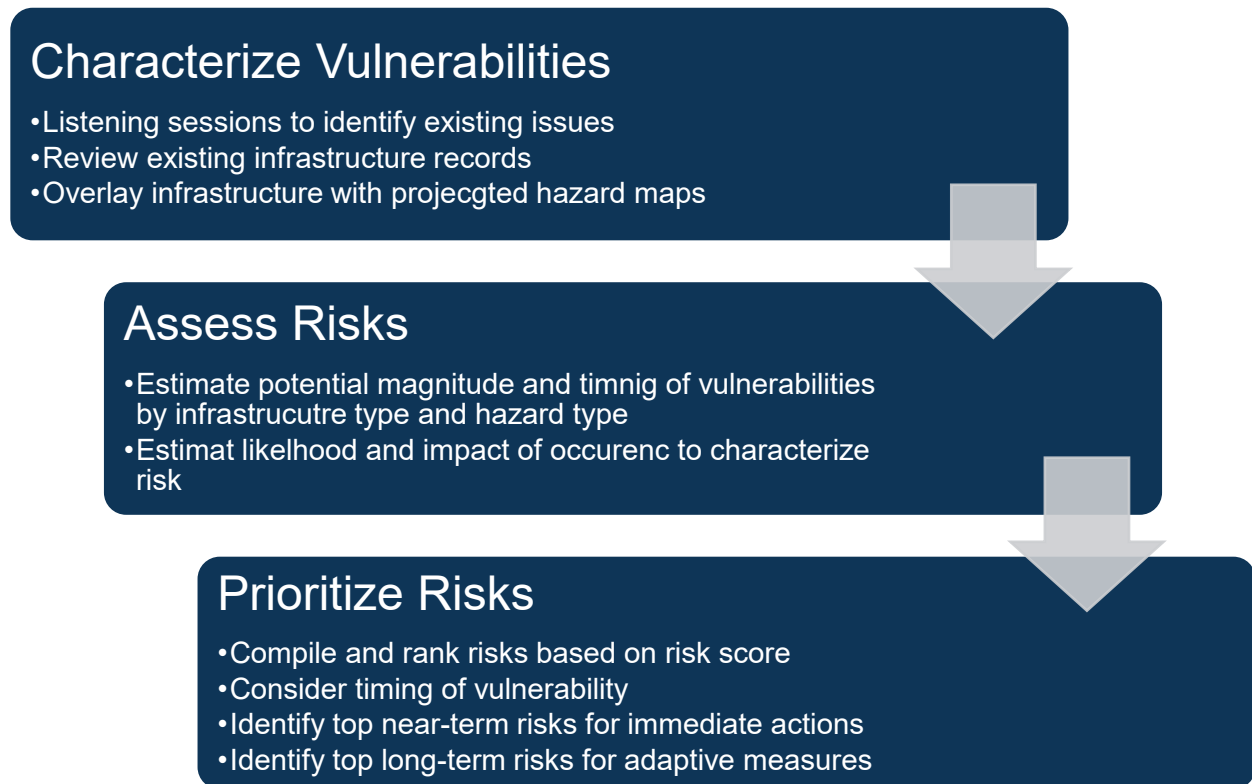 Characterize Vulnerabilities
•Listening sessions to identify existing issues
•Review existing infrastructure records
•Overlay infrastructure with projecgted hazard maps
Assess Risks
•Estimate potential magnitude and timnig of vulnerabilities
by infrastrucutre type and hazard type
•Estimat likelhood and impact of occurenc to characterize
risk
Prioritize Risks
•Compile and rank risks based on risk score
•Consider timing of vulnerability
•Identify top near-term risks for immediate actions
•Identify top long-term risks for adaptive measures